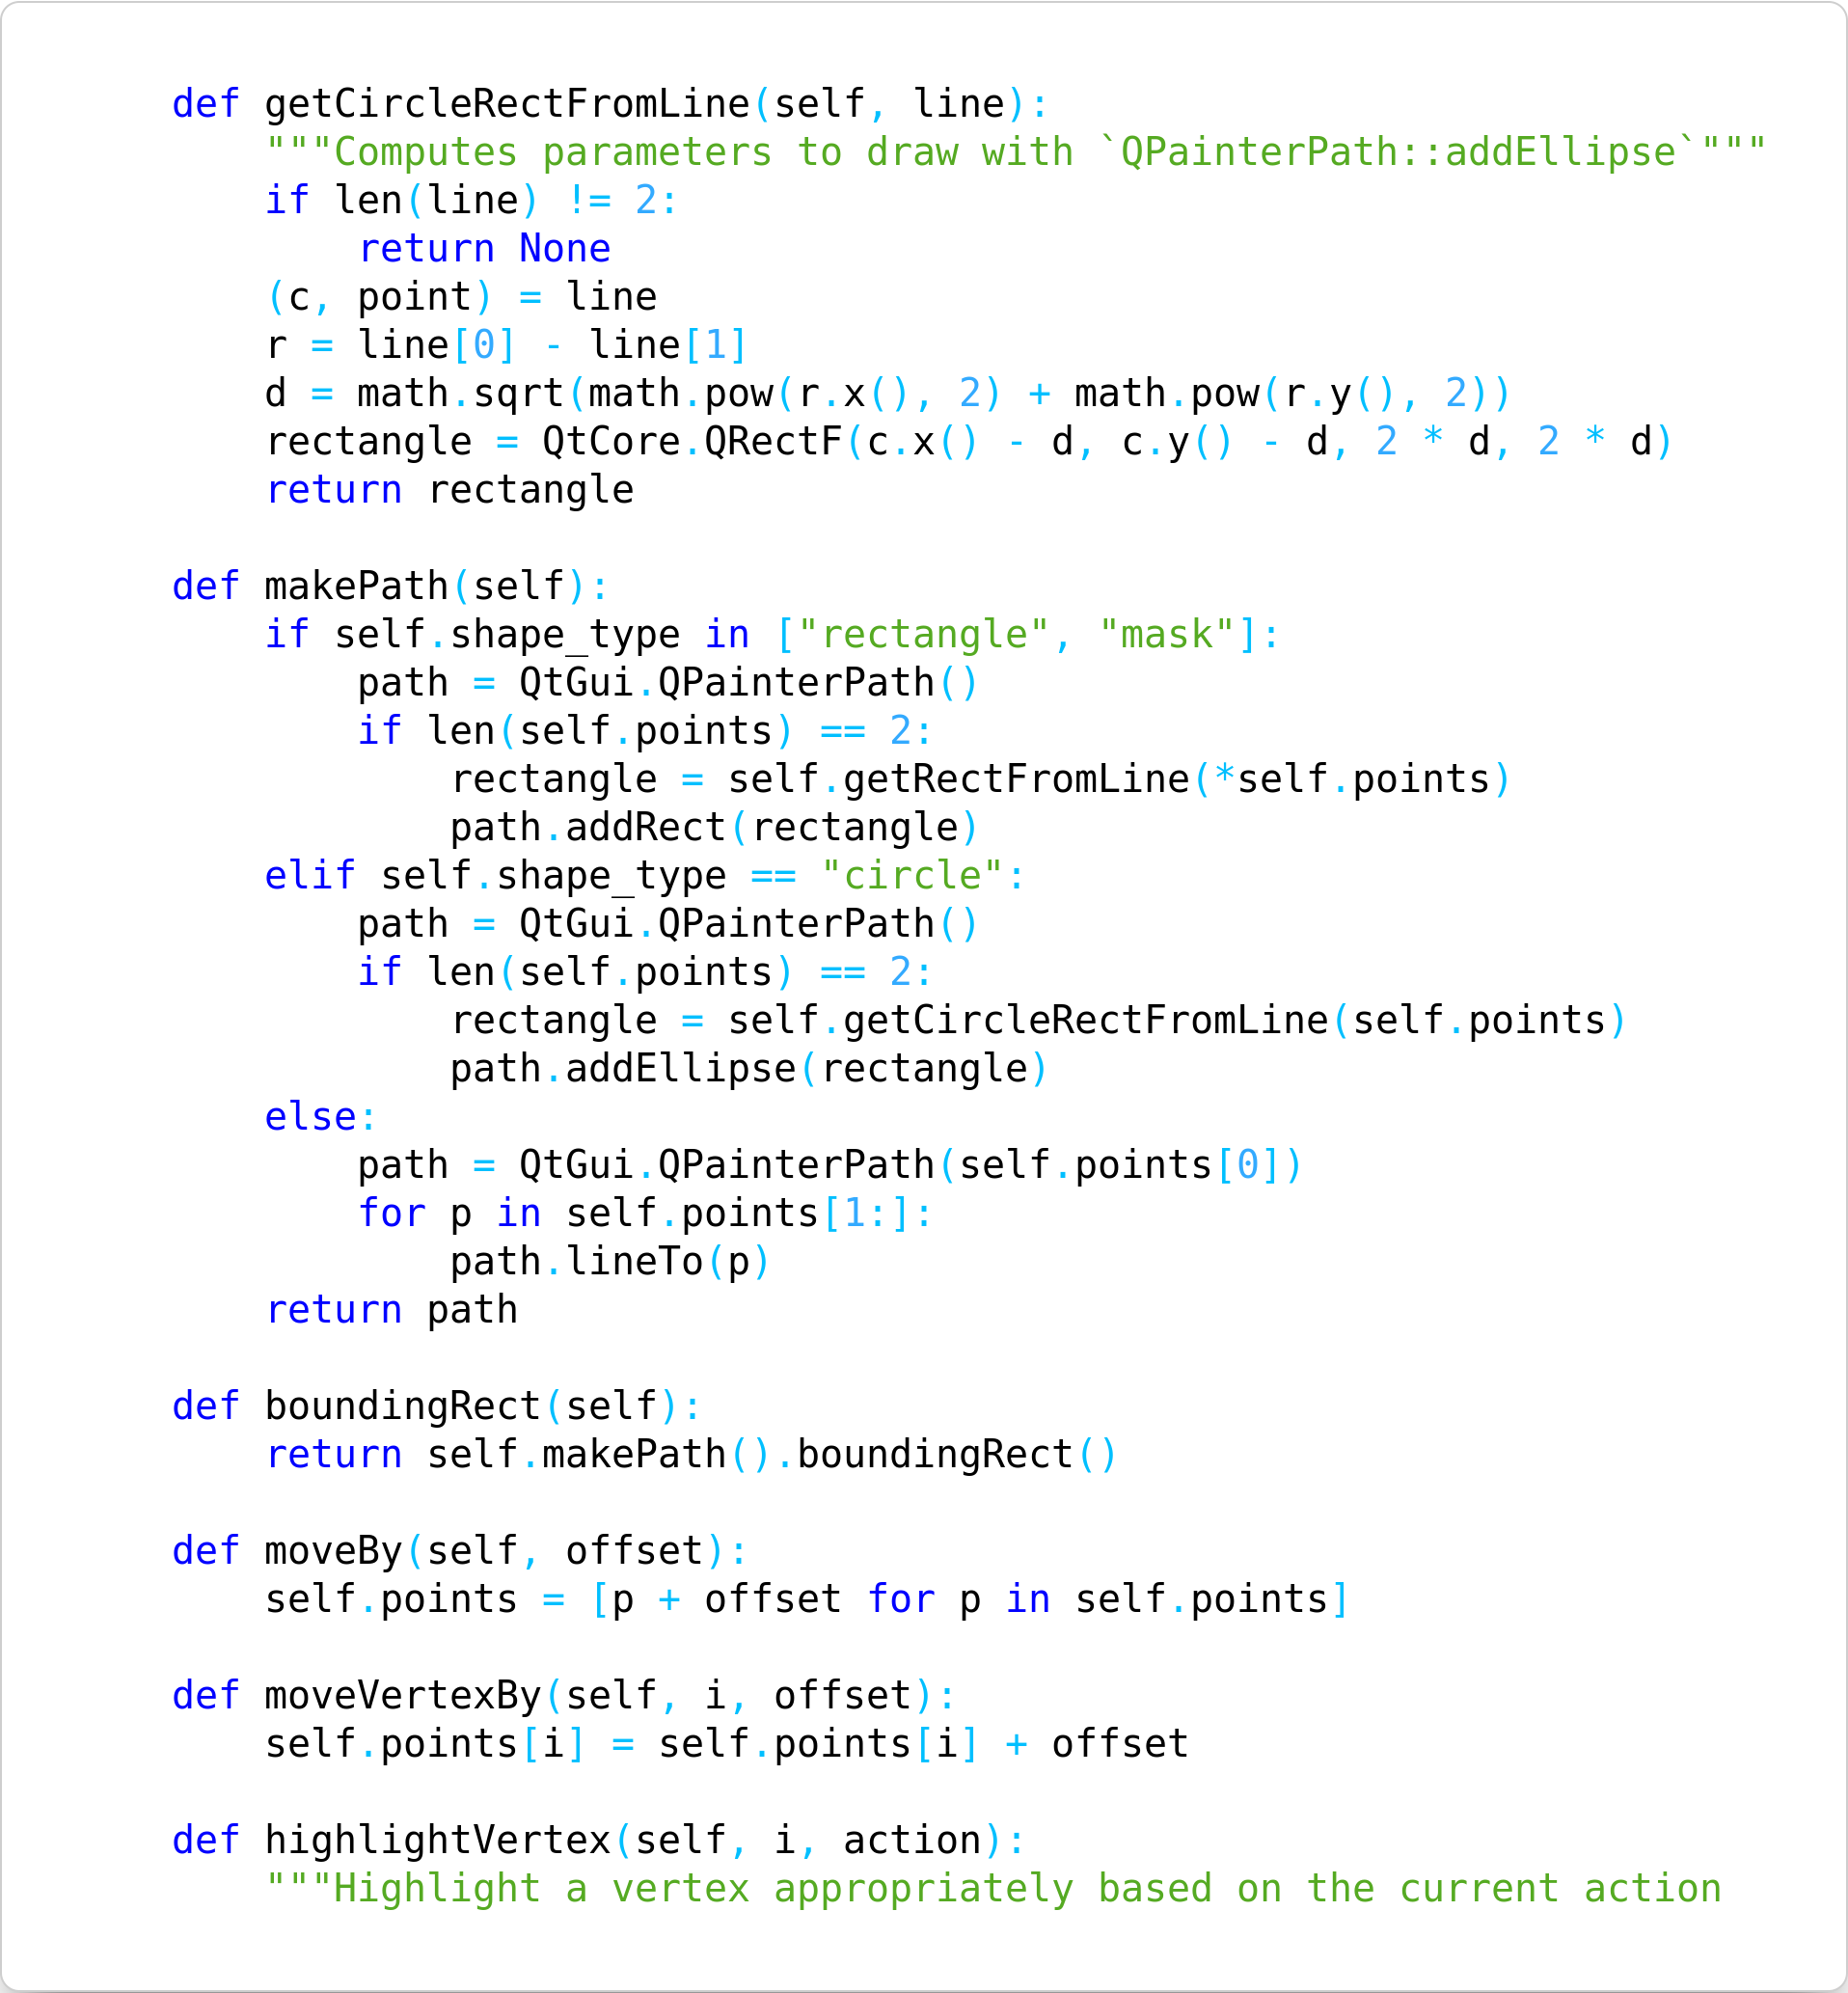 def getCircleRectFromLine(self, line):
        """Computes parameters to draw with `QPainterPath::addEllipse`"""
        if len(line) != 2:
            return None
        (c, point) = line
        r = line[0] - line[1]
        d = math.sqrt(math.pow(r.x(), 2) + math.pow(r.y(), 2))
        rectangle = QtCore.QRectF(c.x() - d, c.y() - d, 2 * d, 2 * d)
        return rectangle

    def makePath(self):
        if self.shape_type in ["rectangle", "mask"]:
            path = QtGui.QPainterPath()
            if len(self.points) == 2:
                rectangle = self.getRectFromLine(*self.points)
                path.addRect(rectangle)
        elif self.shape_type == "circle":
            path = QtGui.QPainterPath()
            if len(self.points) == 2:
                rectangle = self.getCircleRectFromLine(self.points)
                path.addEllipse(rectangle)
        else:
            path = QtGui.QPainterPath(self.points[0])
            for p in self.points[1:]:
                path.lineTo(p)
        return path

    def boundingRect(self):
        return self.makePath().boundingRect()

    def moveBy(self, offset):
        self.points = [p + offset for p in self.points]

    def moveVertexBy(self, i, offset):
        self.points[i] = self.points[i] + offset

    def highlightVertex(self, i, action):
        """Highlight a vertex appropriately based on the current action